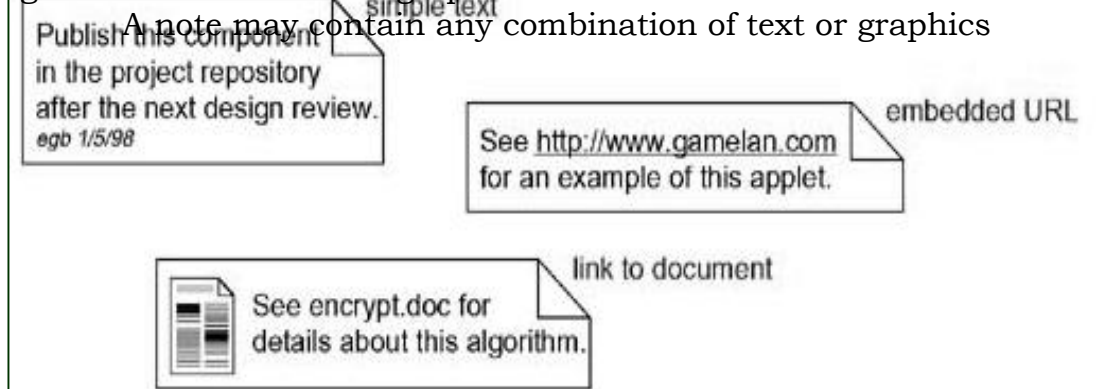 simple text
A note may contain any combination of text or graphics
Publish this component
in the project repository
after the next design review.
egb 1/5/98
embedded URL
See http://www.gamelan.com
for an example of this applet.
link to document
See encrypt.doc for
details about this algorithm.